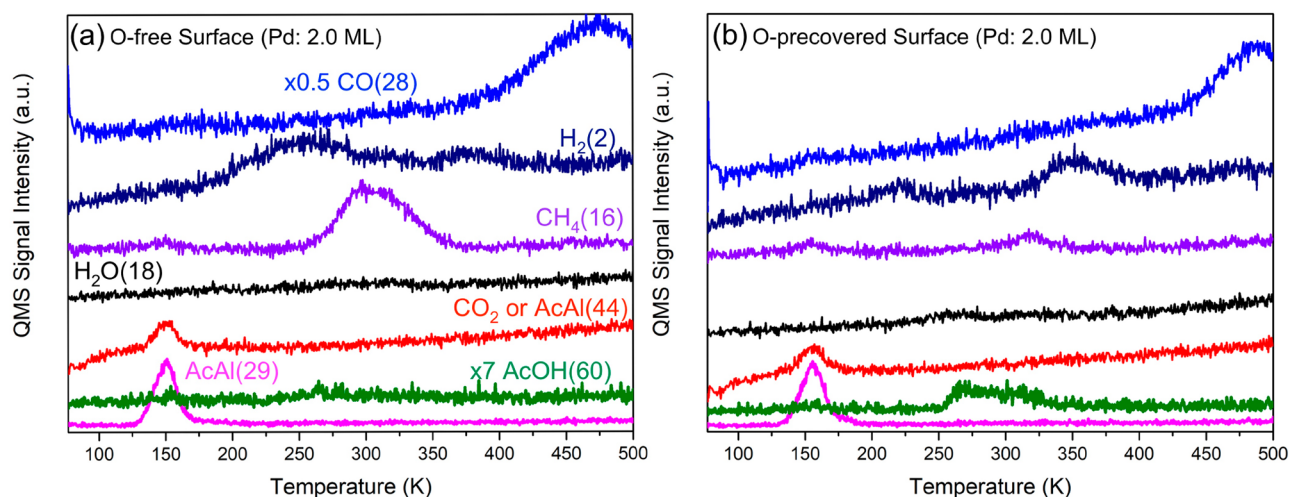 (a) O-free Surface (Pd: 2.0 ML)
x0.5 CO(28)
H₂(2)
CH₄(16)
H₂O(18)
CO₂ or AcAl(44)
AcAl(29)
x7 AcOH(60)
QMS Signal Intensity (a.u.)
100 150 200 250 300 350 400 450 500
Temperature (K)
(b) O-precovered Surface (Pd: 2.0 ML)
QMS Signal Intensity (a.u.)
100 150 200 250 300 350 400 450 500
Temperature (K)